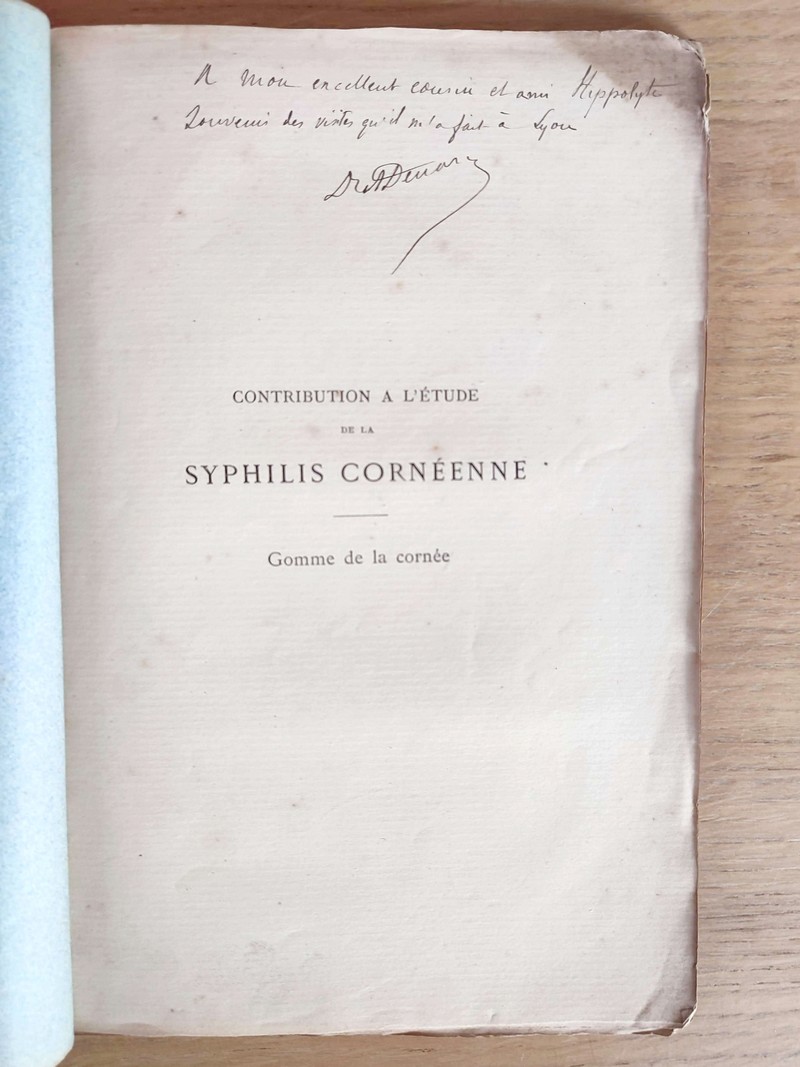 A mon excellent cousin et ami Hippolyte
Souvenir des visites qu'il m'a fait à Lyon
Dr
CONTRIBUTION A L'ÉTUDE
DE LA
SYPHILIS CORNÉENNE
Gomme de la cornée